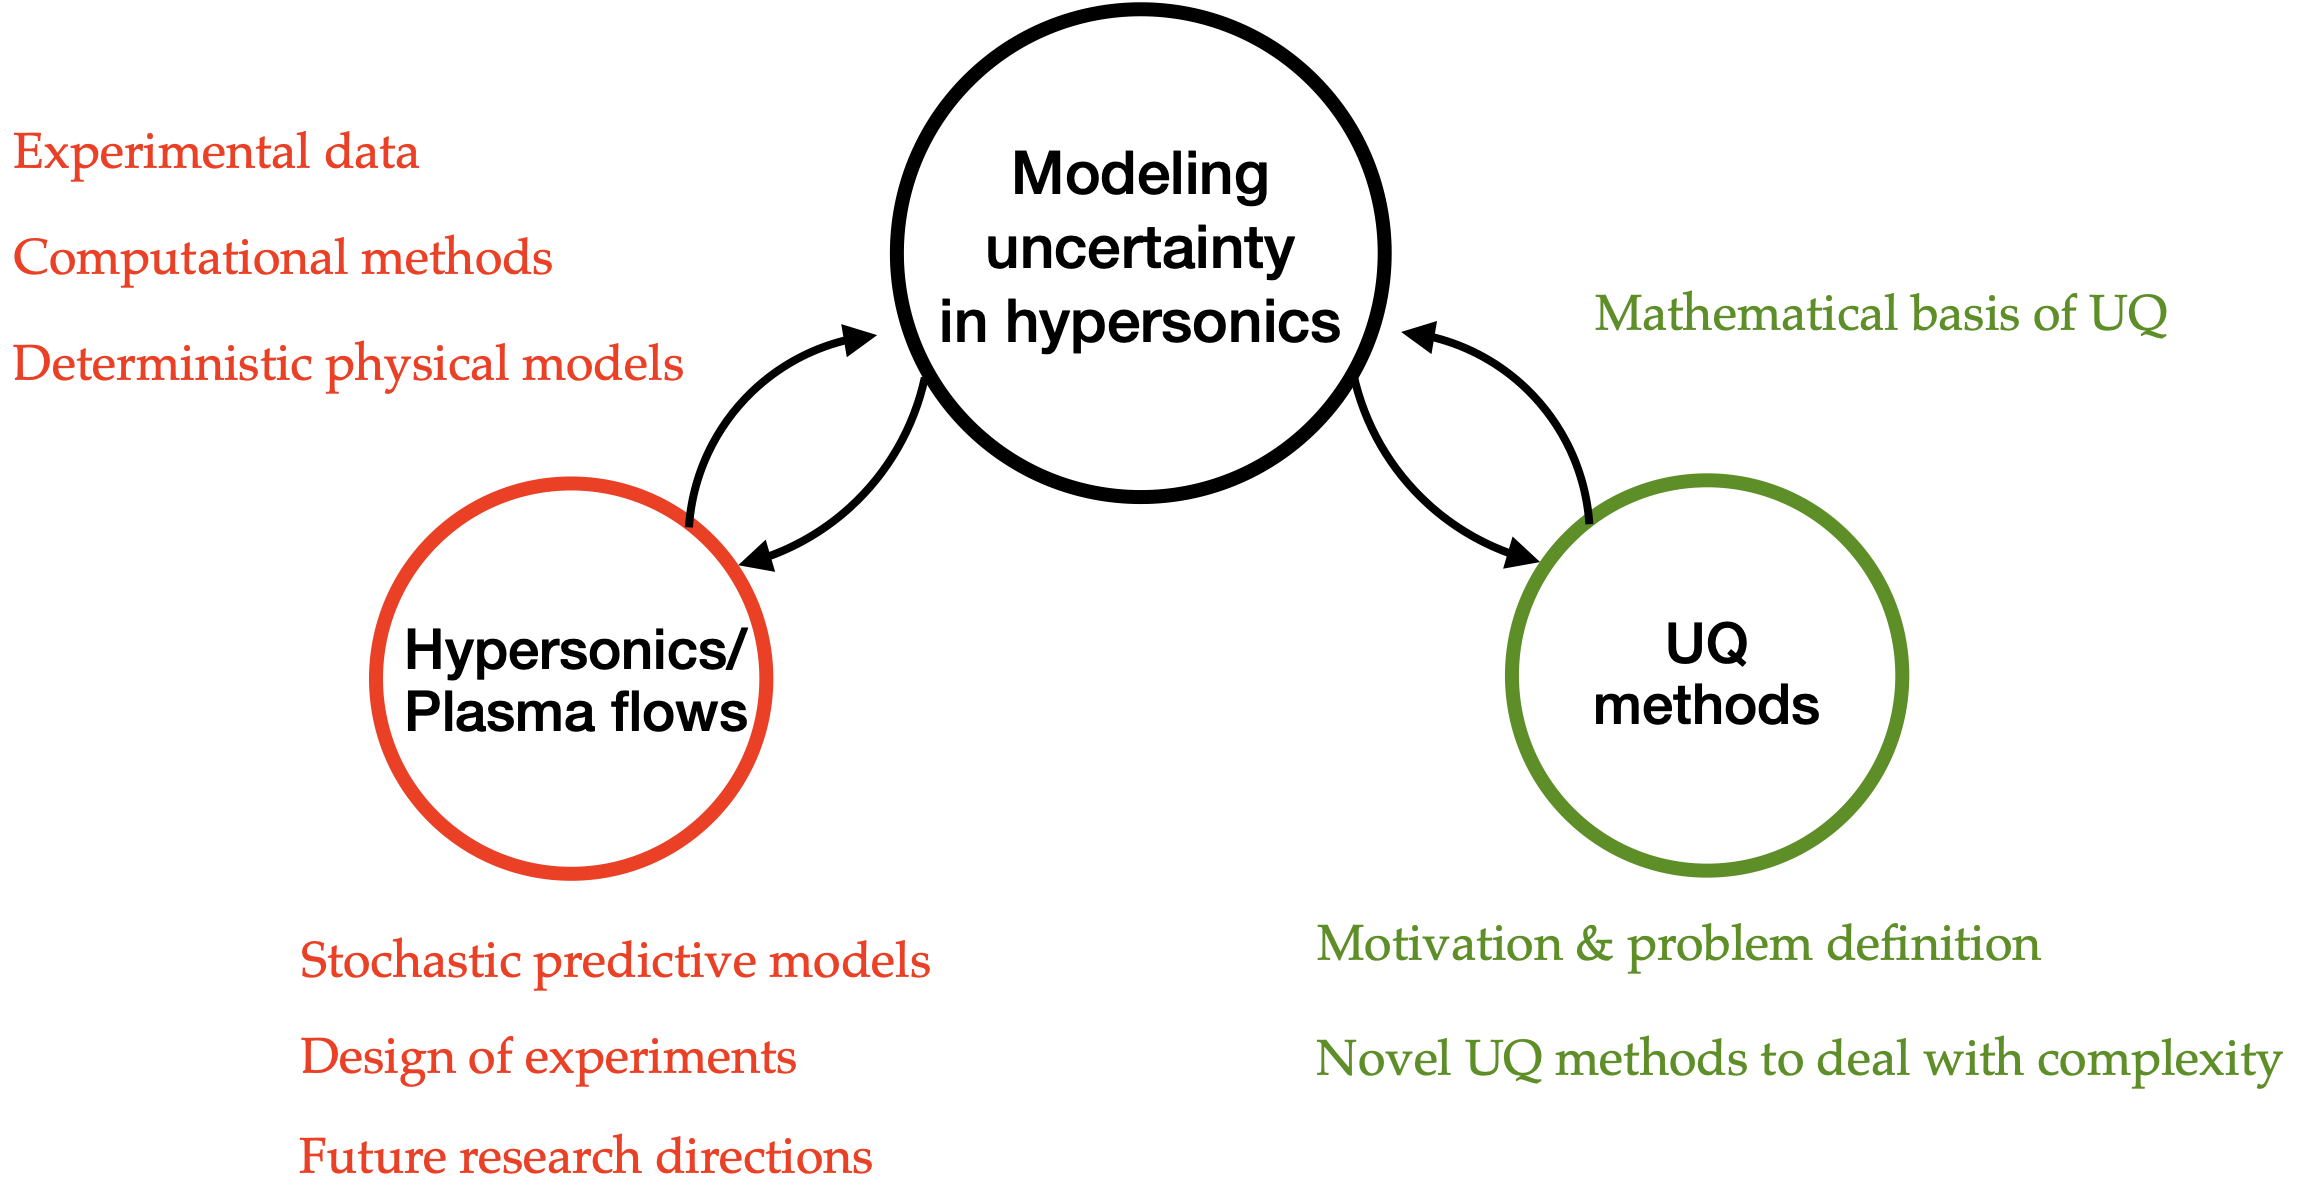 Modeling
uncertainty
in hypersonics
Experimental data
Computational methods
Deterministic physical models
Mathematical basis of UQ
Hypersonics/
Plasma flows
UQ
methods
Stochastic predictive models
Design of experiments
Future research directions
Motivation & problem definition
Novel UQ methods to deal with complexity